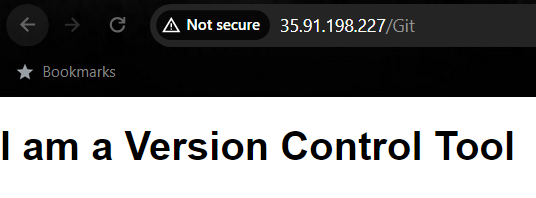 Not secure 35.91.198.227/Git
Bookmarks
I am a Version Control Tool